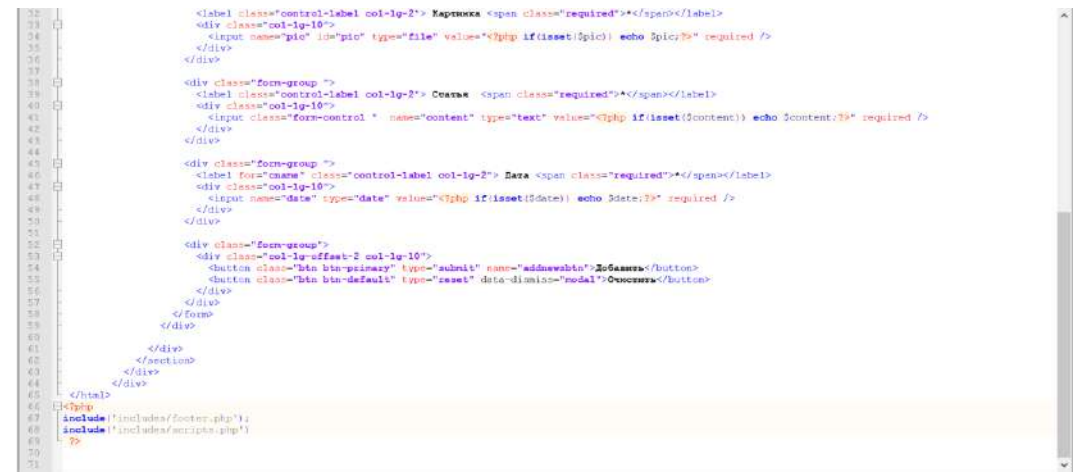 32 <label class="control-label col-lg-2"> Картинка <span class="required">*</span></label>
33 <div class="col-lg-10">
34 <input name="pic" id="pic" type="file" value="<?php if(isset($pic)) echo $pic;?>" required />
35 </div>
36 </div>
37
38 <div class="form-group ">
39 <label class="control-label col-lg-2"> Статья <span class="required">*</span></label>
40 <div class="col-lg-10">
41 <input class="form-control " name="content" type="text" value="<?php if(isset($content)) echo $content;?>" required />
42 </div>
43 </div>
44
45 <div class="form-group ">
46 <label for="cname" class="control-label col-lg-2"> Дата <span class="required">*</span></label>
47 <div class="col-lg-10">
48 <input name="date" type="date" value="<?php if(isset($date)) echo $date;?>" required />
49 </div>
50 </div>
51
52 <div class="form-group">
53 <div class="col-lg-offset-2 col-lg-10">
54 <button class="btn btn-primary" type="submit" name="addnewsbtn">Добавить</button>
55 <button class="btn btn-default" type="reset" data-dismiss="modal">Очистить</button>
56 </div>
57 </div>
58 </form>
59 </div>
60
61 </div>
62 </section>
63 </div>
64 </div>
65 </html>
66 <?php
67 include('includes/footer.php');
68 include('includes/scripts.php')
69 ?>
70
71